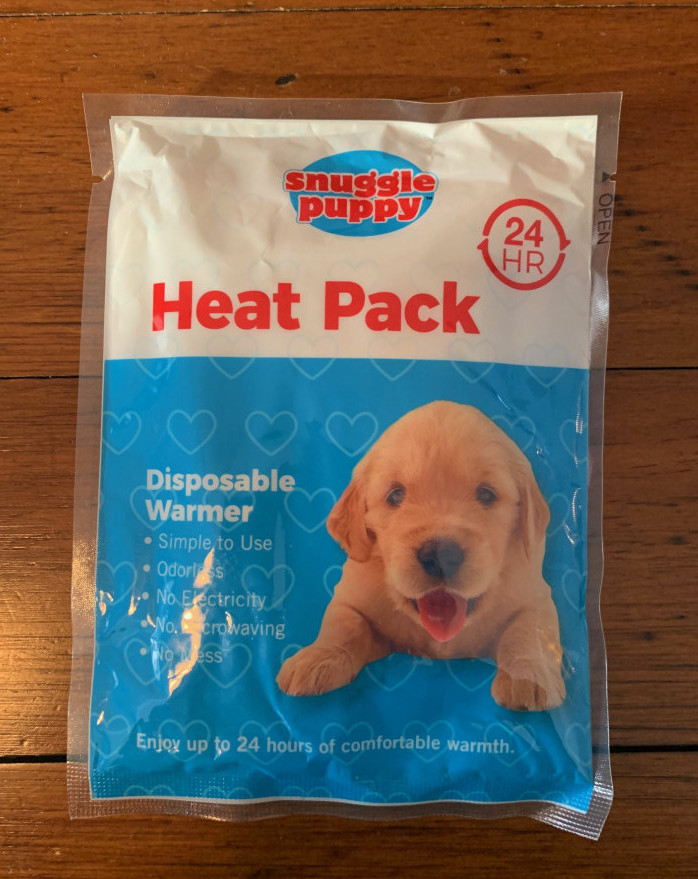 snuggle
puppy™
24
HR
OPEN
Heat Pack
Disposable
Warmer
• Simple to Use
• Odorless
• No Electricity
• No Microwaving
• No Mess
Enjoy up to 24 hours of comfortable warmth.